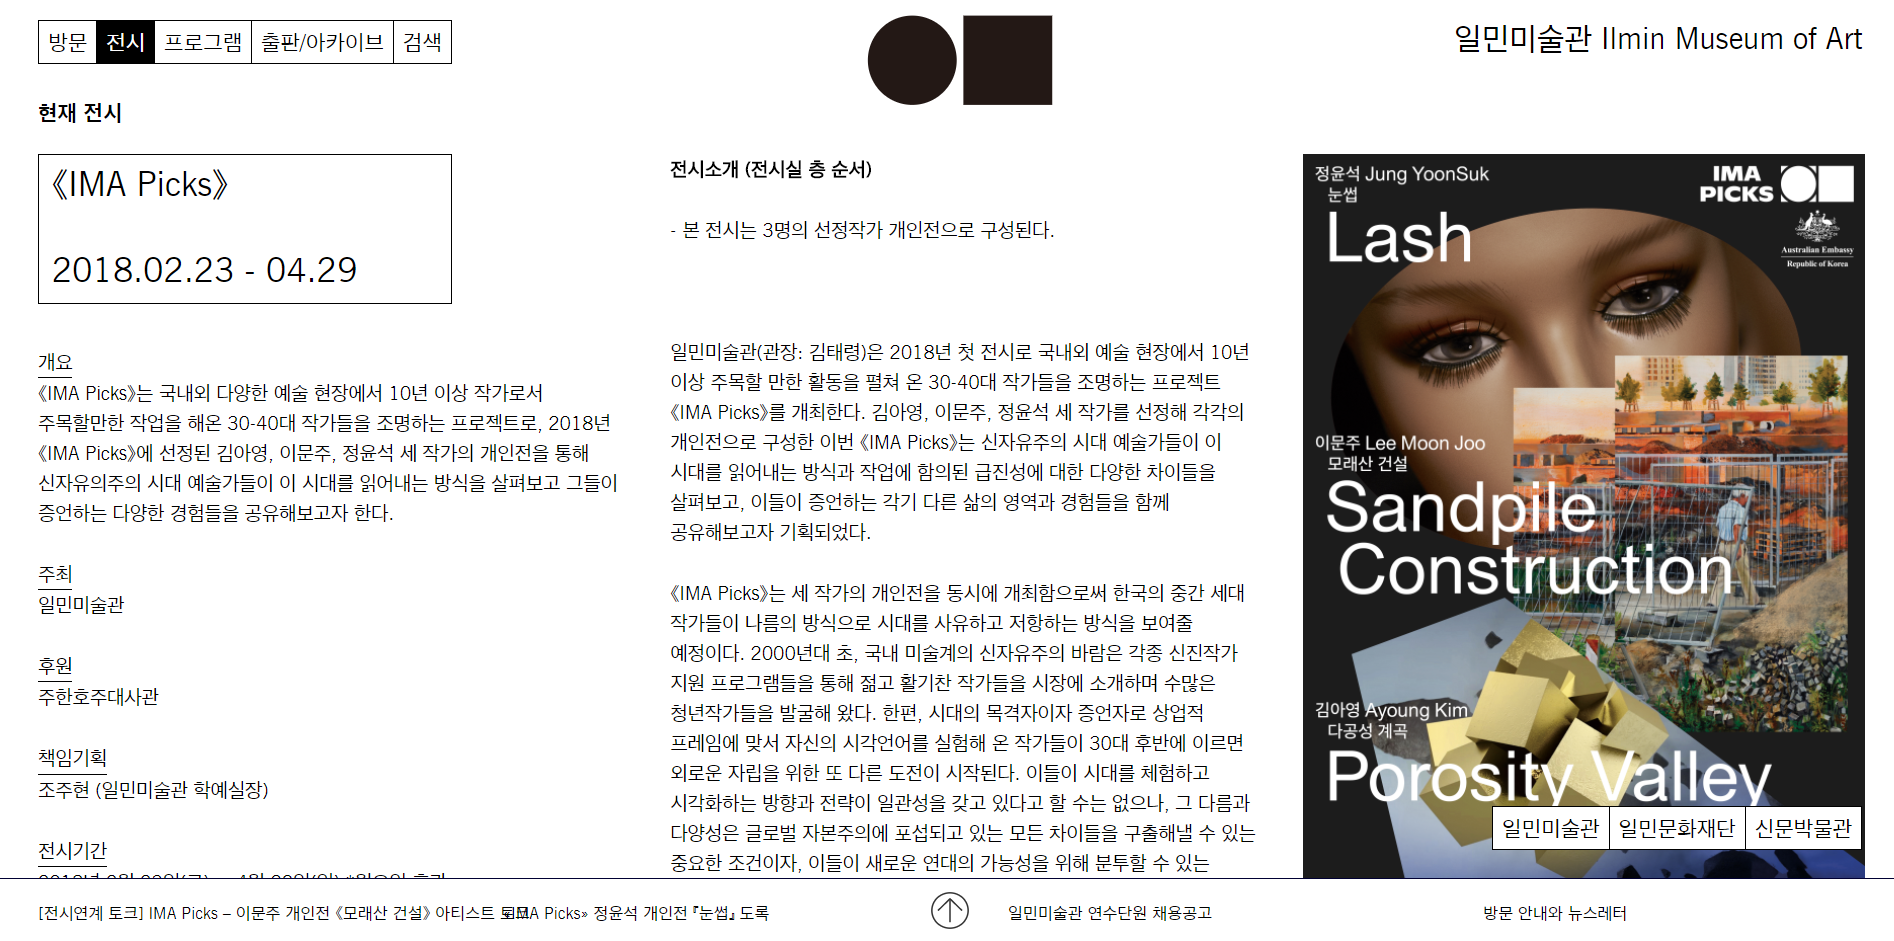 방문 전시 프로그램 출판/아카이브 검색
일민미술관 Ilmin Museum of Art
현재 전시
《IMA Picks》
2018.02.23 - 04.29
개요
《IMA Picks》는 국내외 다양한 예술 현장에서 10년 이상 작가로서
주목할만한 작업을 해온 30-40대 작가들을 조명하는 프로젝트로, 2018년
《IMA Picks》에 선정된 김아영, 이문주, 정윤석 세 작가의 개인전을 통해
신자유의주의 시대 예술가들이 이 시대를 읽어내는 방식을 살펴보고 그들이
증언하는 다양한 경험들을 공유해보고자 한다.
주최
일민미술관
후원
주한호주대사관
책임기획
조주현 (일민미술관 학예실장)
전시기간
전시소개 (전시실 층 순서)
- 본 전시는 3명의 선정작가 개인전으로 구성된다.
일민미술관(관장: 김태령)은 2018년 첫 전시로 국내외 예술 현장에서 10년
이상 주목할 만한 활동을 펼쳐 온 30-40대 작가들을 조명하는 프로젝트
《IMA Picks》를 개최한다. 김아영, 이문주, 정윤석 세 작가를 선정해 각각의
개인전으로 구성한 이번 《IMA Picks》는 신자유주의 시대 예술가들이 이
시대를 읽어내는 방식과 작업에 함의된 급진성에 대한 다양한 차이들을
살펴보고, 이들이 증언하는 각기 다른 삶의 영역과 경험들을 함께
공유해보고자 기획되었다.
《IMA Picks》는 세 작가의 개인전을 동시에 개최함으로써 한국의 중간 세대
작가들이 나름의 방식으로 시대를 사유하고 저항하는 방식을 보여줄
예정이다. 2000년대 초, 국내 미술계의 신자유주의 바람은 각종 신진작가
지원 프로그램들을 통해 젊고 활기찬 작가들을 시장에 소개하며 수많은
청년작가들을 발굴해 왔다. 한편, 시대의 목격자이자 증언자로 상업적
프레임에 맞서 자신의 시각언어를 실험해 온 작가들이 30대 후반에 이르면
외로운 자립을 위한 또 다른 도전이 시작된다. 이들이 시대를 체험하고
시각화하는 방향과 전략이 일관성을 갖고 있다고 할 수는 없으나, 그 다름과
다양성은 글로벌 자본주의에 포섭되고 있는 모든 차이들을 구출해낼 수 있는
중요한 조건이자, 이들이 새로운 연대의 가능성을 위해 분투할 수 있는
정윤석 Jung YoonSuk
눈썹
Lash
IMA
PICKS
Australian Embassy
Republic of Korea
이문주 Lee Moon Joo
모래산 건설
Sandpile
Construction
김아영 Ayoung Kim
다공성 계곡
Porosity Valley
일민미술관 일민문화재단 신문박물관
[전시연계 토크] IMA Picks – 이문주 개인전 《모래산 건설》 아티스트
IMA Picks» 정윤석 개인전 『눈썹』 도록
일민미술관 연수단원 채용공고
방문 안내와 뉴스레터